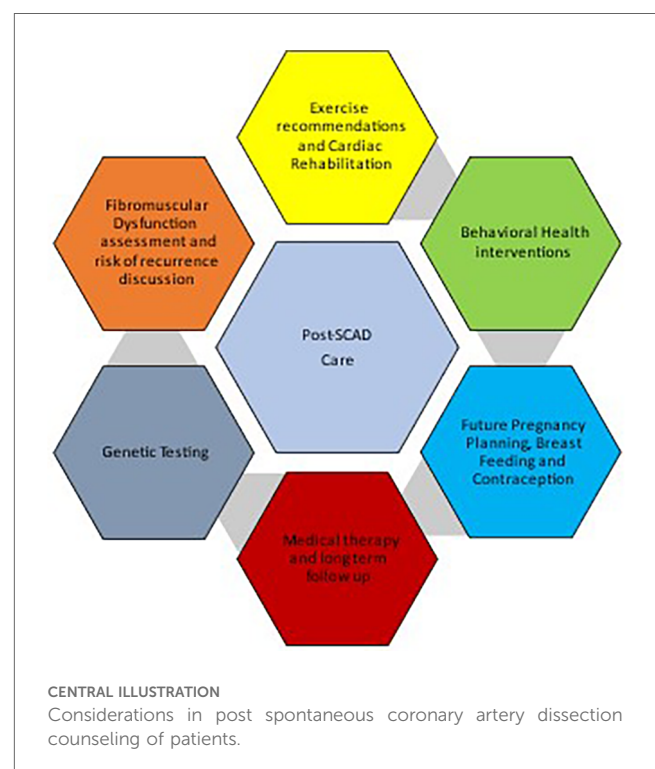 Exercise
recommendations
and Cardiac
Rehabilitation
Fibromuscular
Dysfunction
assessment and
risk of recurrence
discussion
Behavioral Health
interventions
Post-SCAD
Care
Genetic Testing
Future Pregnancy
Planning, Breast
Feeding and
Contraception
Medical therapy
and long term
follow up
CENTRAL ILLUSTRATION
Considerations in post spontaneous coronary artery dissection
counseling of patients.